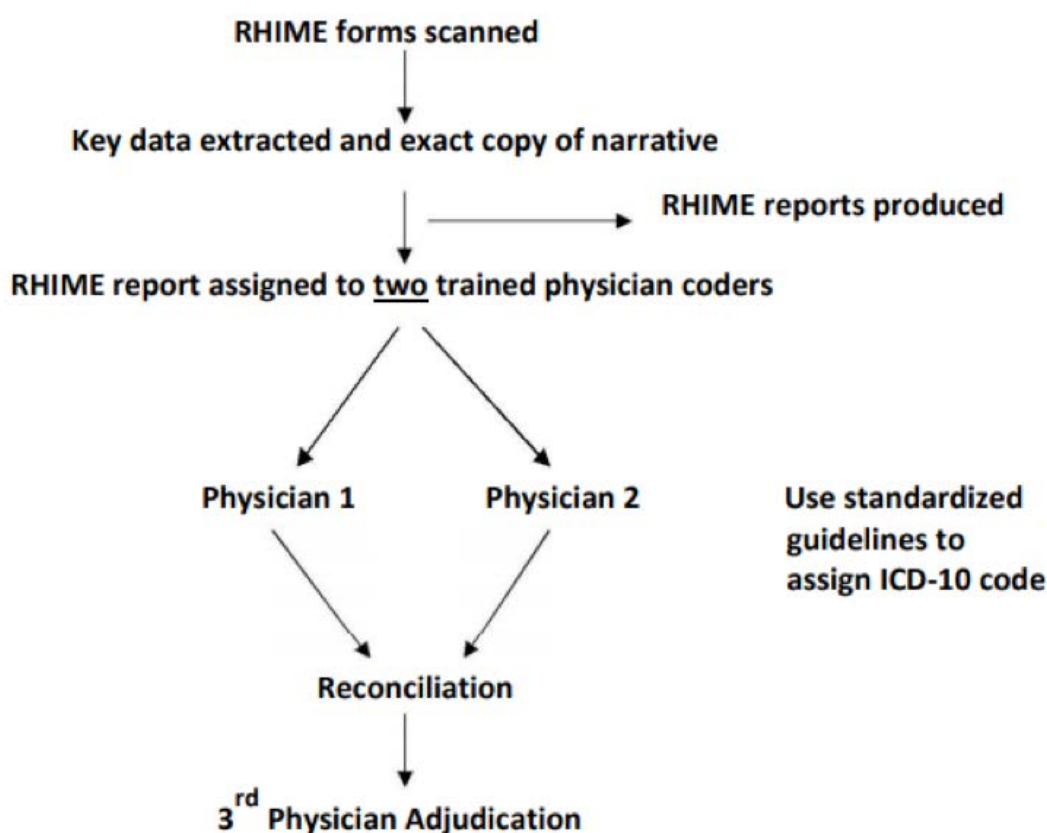 RHIME forms scanned
Key data extracted and exact copy of narrative
RHIME reports produced
RHIME report assigned to two trained physician coders
Physician 1
Physician 2
Use standardized
guidelines to
assign ICD-10 code
Reconciliation
3rd Physician Adjudication